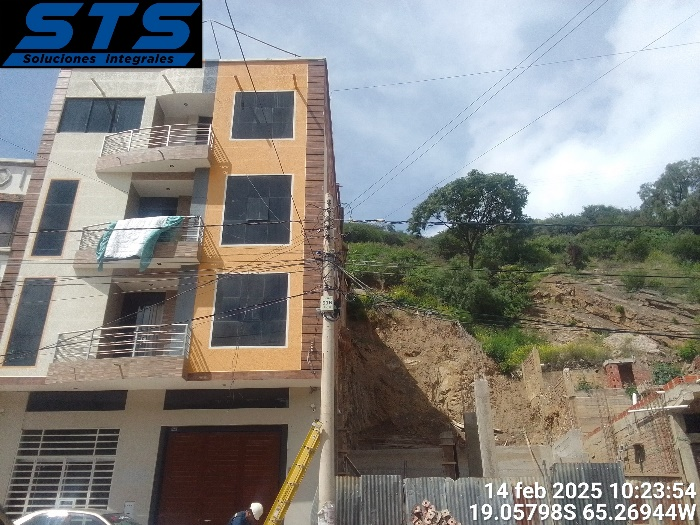 STS
Soluciones integrales
14 feb 2025 10:23:54
19.05798S 65.26944W